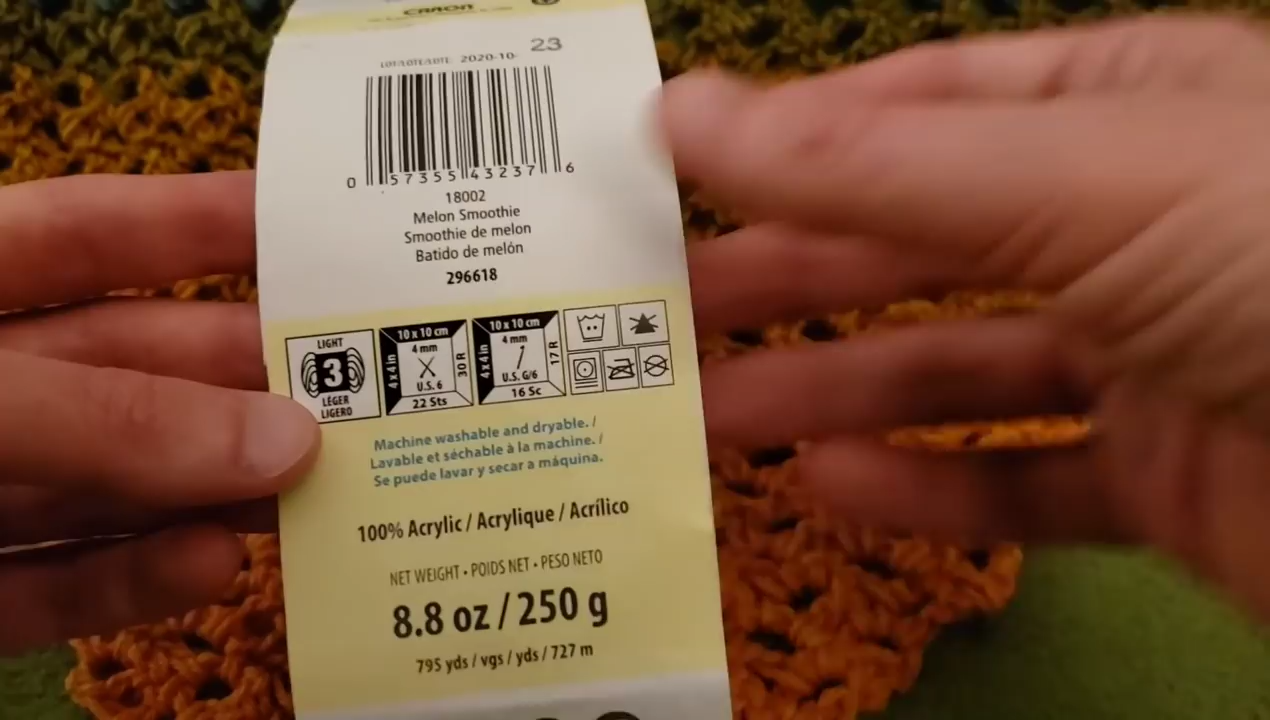 CARON
LOT/LOTE/LOTE: 2020-10- 23
0 57355 43237 6
18002
Melon Smoothie
Smoothie de melon
Batido de melón
296618
LIGHT
3
LÉGER
LIGERO
10 x 10 cm
4 x 4 in
4 mm
U.S. 6
30 R
22 Sts
10 x 10 cm
4 x 4 in
4 mm
U.S. G/6
17 R
16 Sc
Machine washable and dryable. /
Lavable et séchable à la machine. /
Se puede lavar y secar a máquina.
100% Acrylic / Acrylique / Acrílico
NET WEIGHT • POIDS NET • PESO NETO
8.8 oz / 250 g
795 yds / vgs / yds / 727 m